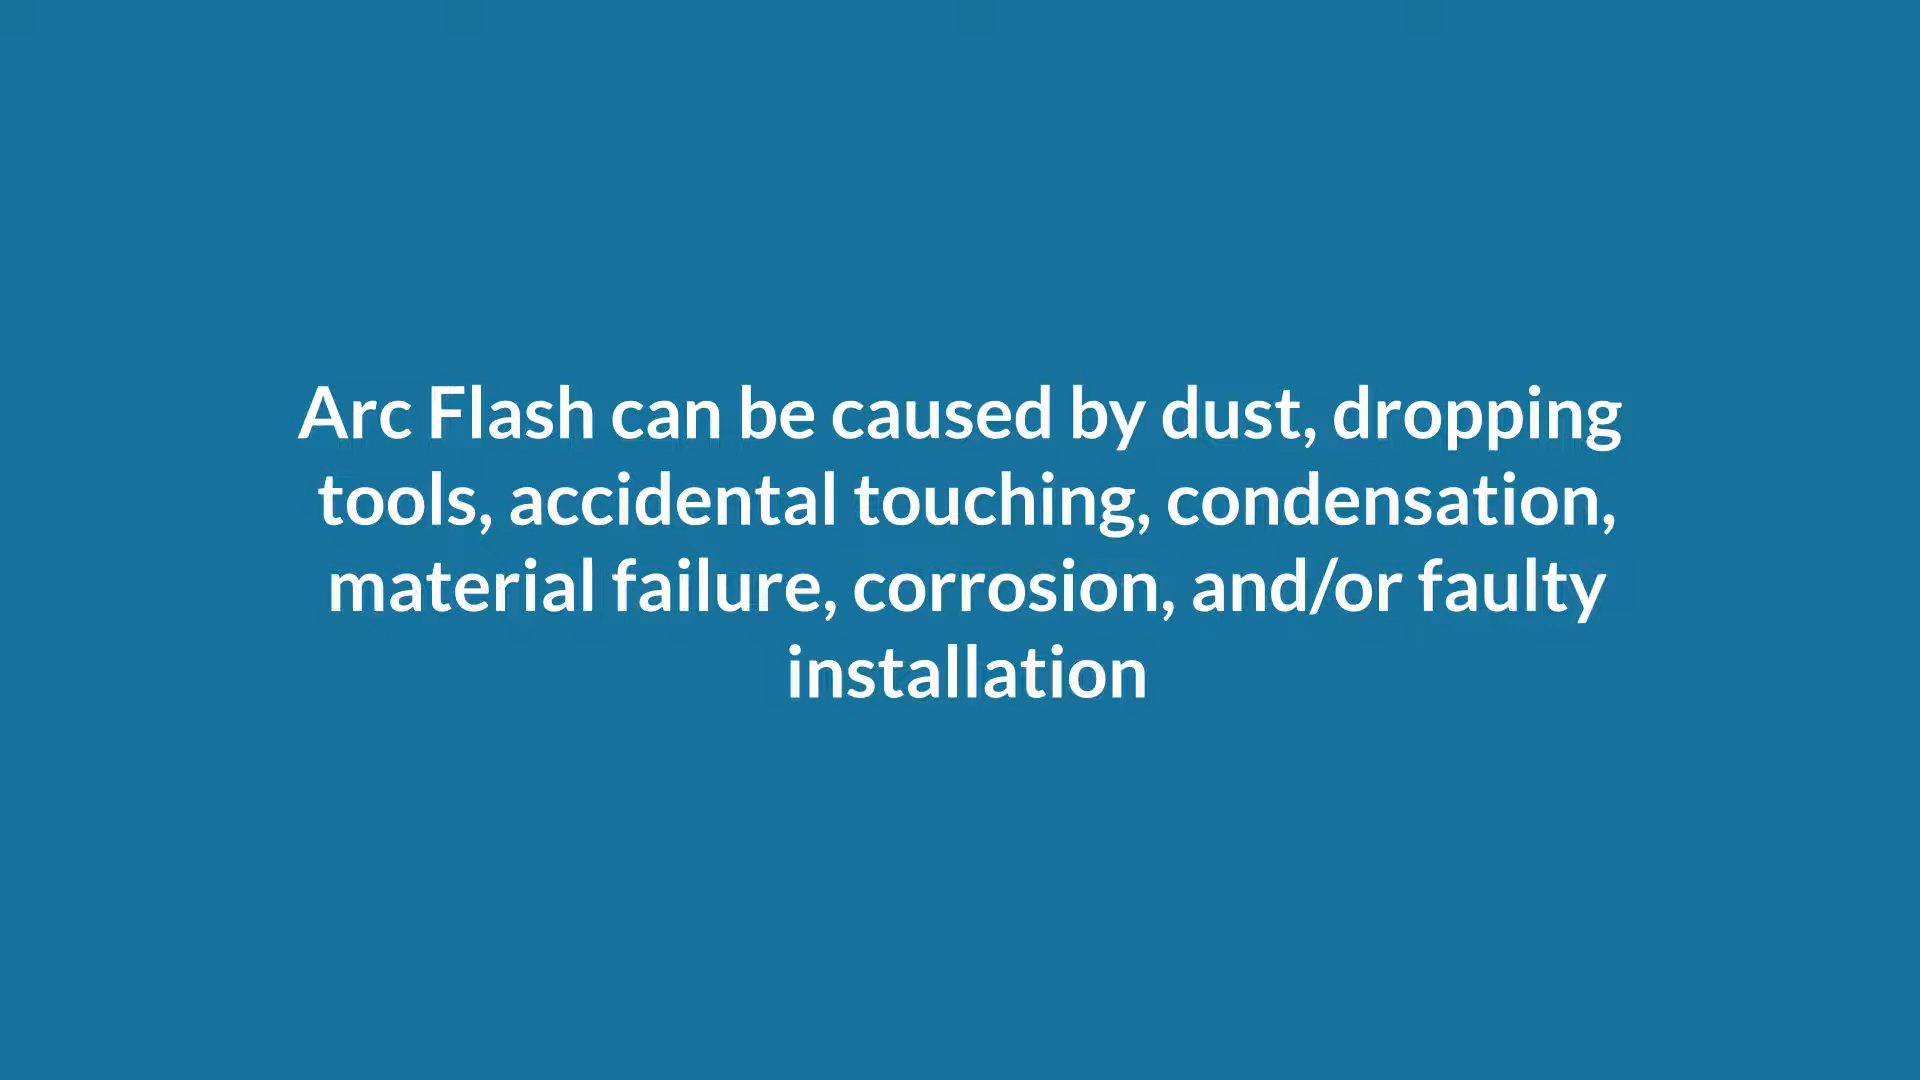 Arc Flash can be caused by dust, dropping
tools, accidental touching, condensation,
material failure, corrosion, and/or faulty
installation